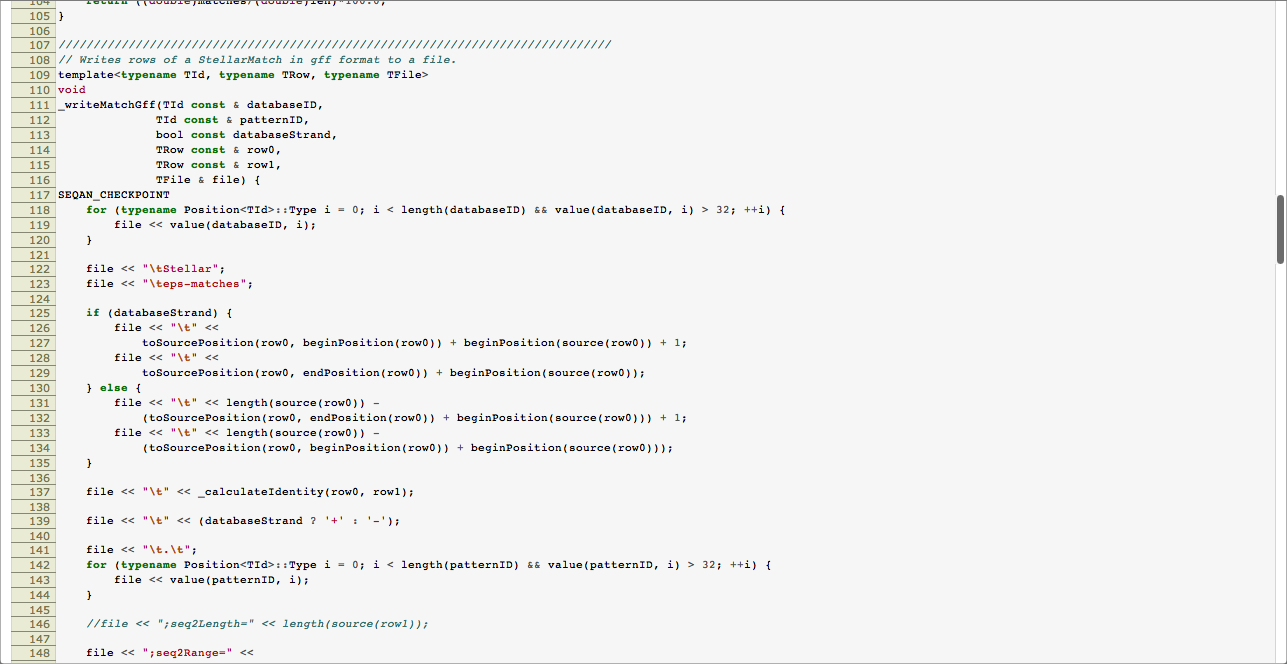 104     return ((double)matches/(double)len)*100.0;
105 }
106
107 ///////////////////////////////////////////////////////////////////////////////
108 // Writes rows of a StellarMatch in gff format to a file.
109 template<typename TId, typename TRow, typename TFile>
110 void
111 _writeMatchGff(TId const & databaseID,
112               TId const & patternID,
113               bool const databaseStrand,
114               TRow const & row0,
115               TRow const & row1,
116               TFile & file) {
117 SEQAN_CHECKPOINT
118     for (typename Position<TId>::Type i = 0; i < length(databaseID) && value(databaseID, i) > 32; ++i) {
119         file << value(databaseID, i);
120     }
121
122     file << "\tStellar";
123     file << "\teps-matches";
124
125     if (databaseStrand) {
126         file << "\t" <<
127             toSourcePosition(row0, beginPosition(row0)) + beginPosition(source(row0)) + 1;
128         file << "\t" <<
129             toSourcePosition(row0, endPosition(row0)) + beginPosition(source(row0));
130     } else {
131         file << "\t" << length(source(row0)) -
132             (toSourcePosition(row0, endPosition(row0)) + beginPosition(source(row0))) + 1;
133         file << "\t" << length(source(row0)) -
134             (toSourcePosition(row0, beginPosition(row0)) + beginPosition(source(row0)));
135     }
136
137     file << "\t" << _calculateIdentity(row0, row1);
138
139     file << "\t" << (databaseStrand ? '+' : '-');
140
141     file << "\t.\t";
142     for (typename Position<TId>::Type i = 0; i < length(patternID) && value(patternID, i) > 32; ++i) {
143         file << value(patternID, i);
144     }
145
146     //file << ";seq2Length=" << length(source(row1));
147
148     file << ";seq2Range=" <<